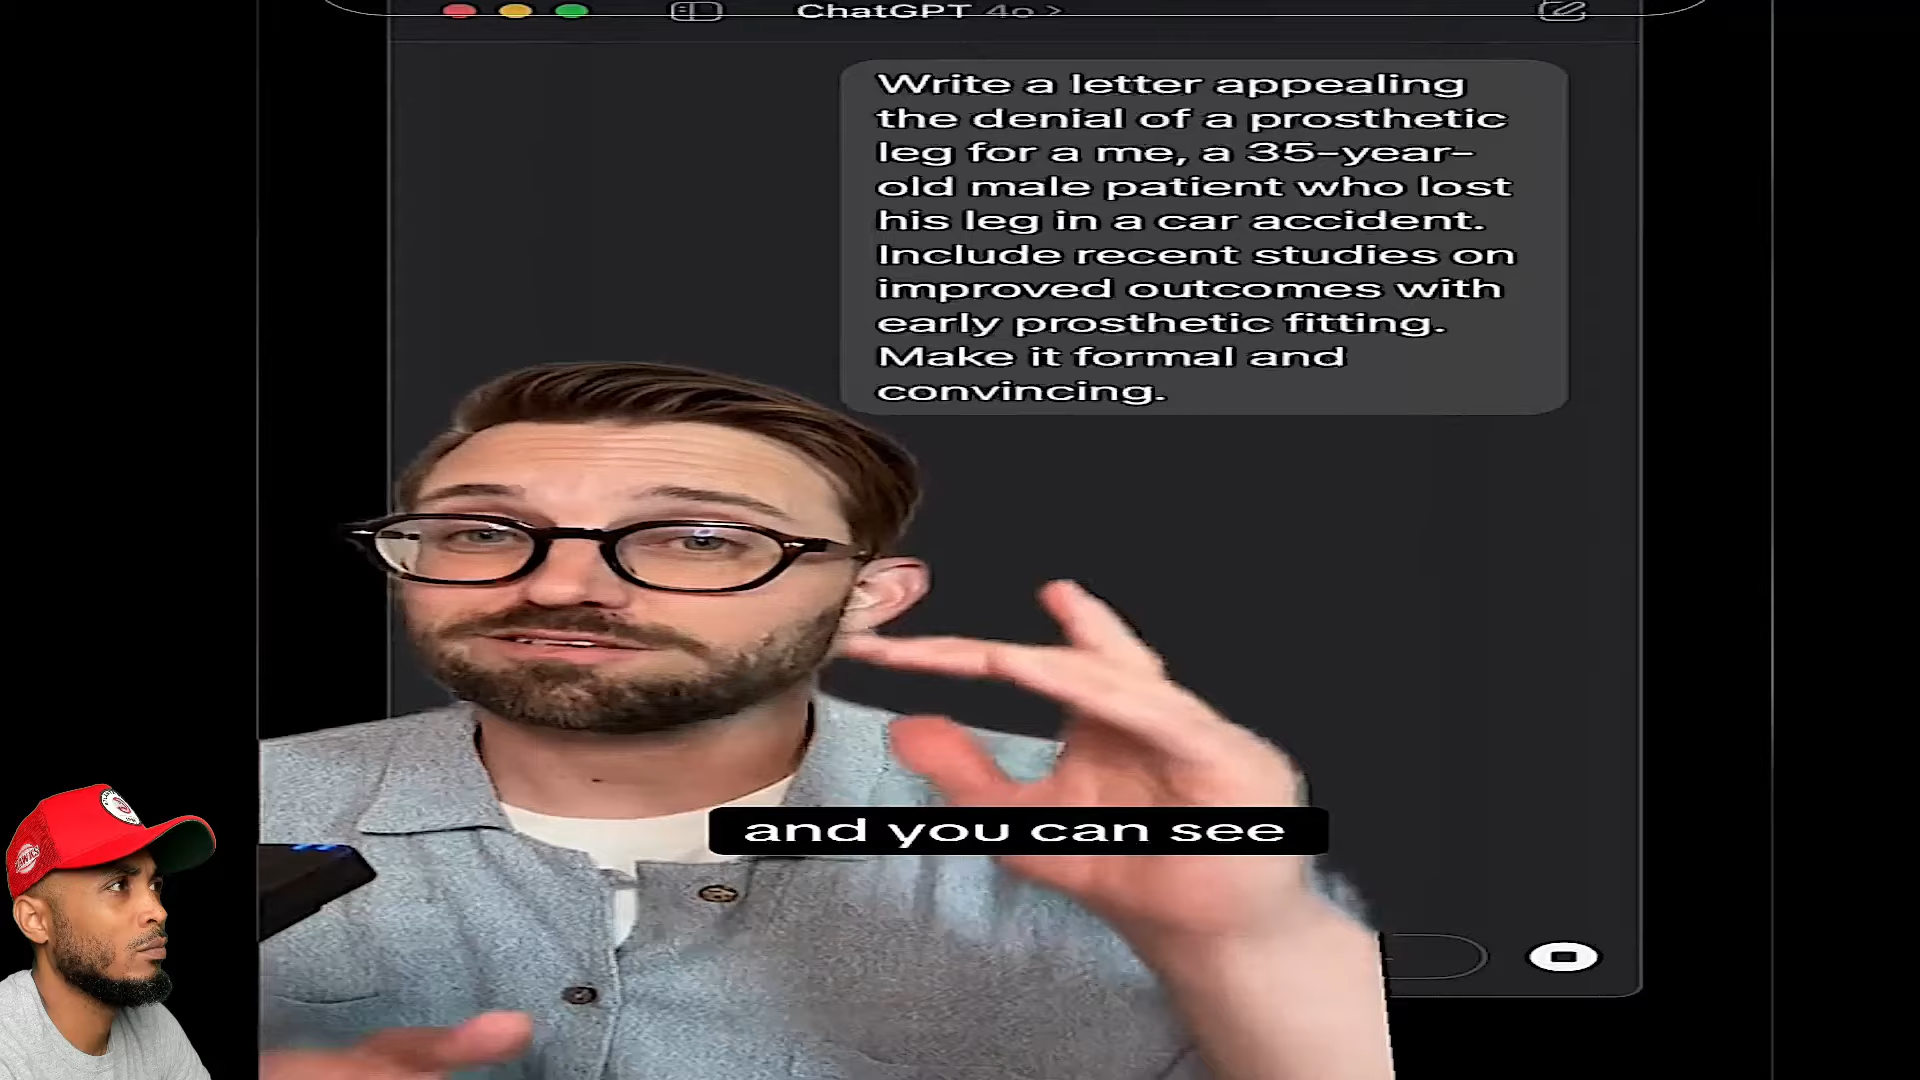 ChatGPT 4o >
Write a letter appealing
the denial of a prosthetic
leg for a me, a 35-year-
old male patient who lost
his leg in a car accident.
Include recent studies on
improved outcomes with
early prosthetic fitting.
Make it formal and
convincing.
and you can see